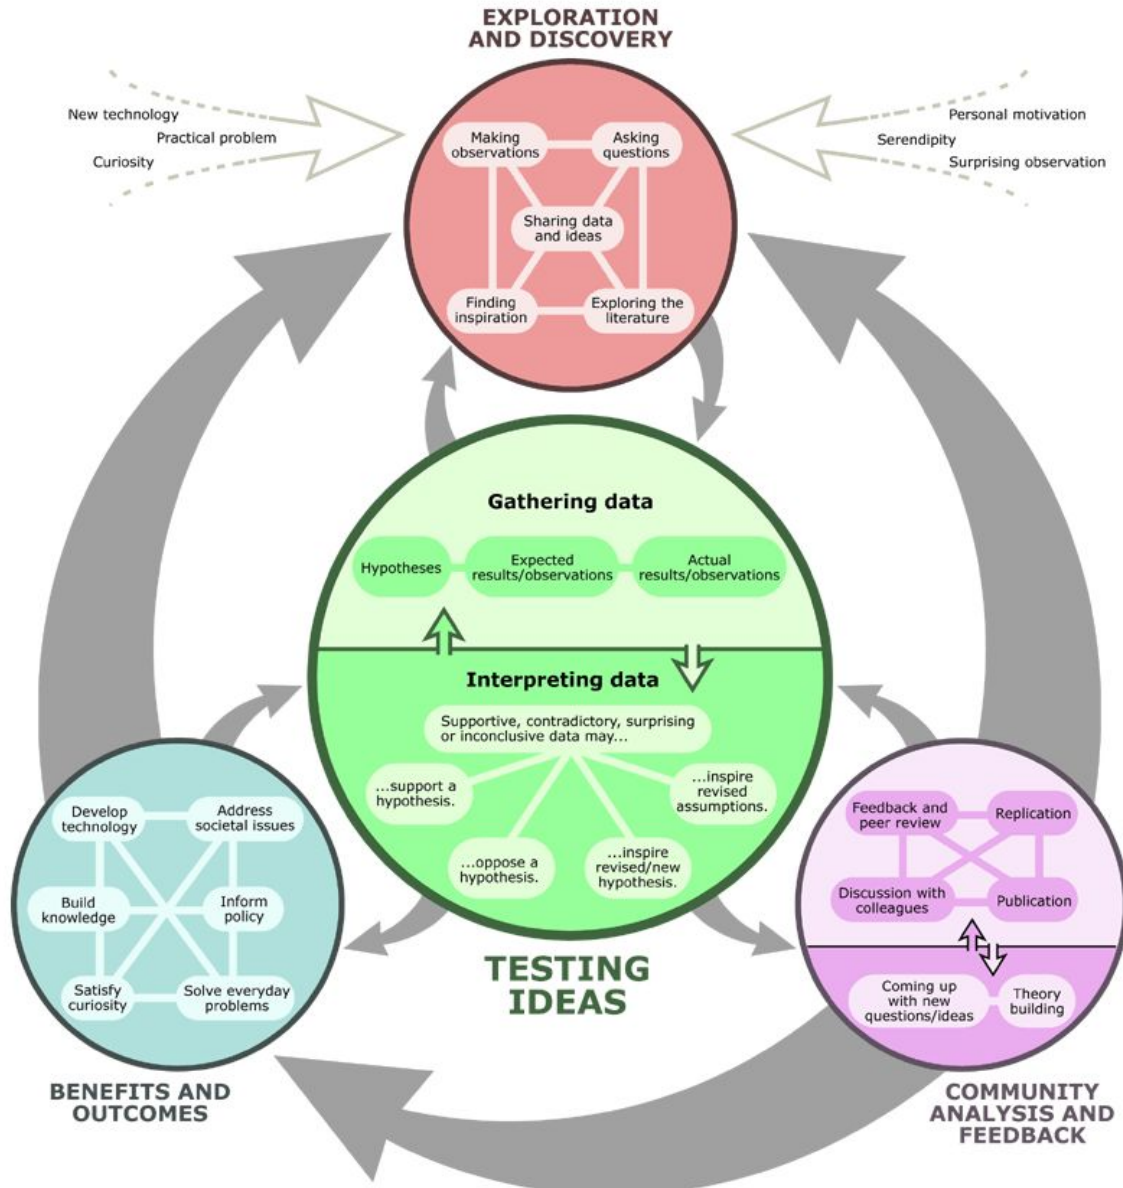 EXPLORATION
AND DISCOVERY
New technology
Practical problem
Curiosity
Personal motivation
Serendipity
Surprising observation
Making
observations
Asking
questions
Sharing data
and ideas
Finding
inspiration
Exploring the
literature
Gathering data
Hypotheses
Expected
results/observations
Actual
results/observations
Interpreting data
Supportive, contradictory, surprising
or inconclusive data may...
...support a
hypothesis.
...inspire
revised
assumptions.
...oppose a
hypothesis.
...inspire
revised/new
hypothesis.
TESTING
IDEAS
Develop
technology
Address
societal issues
Build
knowledge
Inform
policy
Satisfy
curiosity
Solve everyday
problems
BENEFITS AND
OUTCOMES
Feedback and
peer review
Replication
Discussion with
colleagues
Publication
Coming up
with new
questions/ideas
Theory
building
COMMUNITY
ANALYSIS AND
FEEDBACK